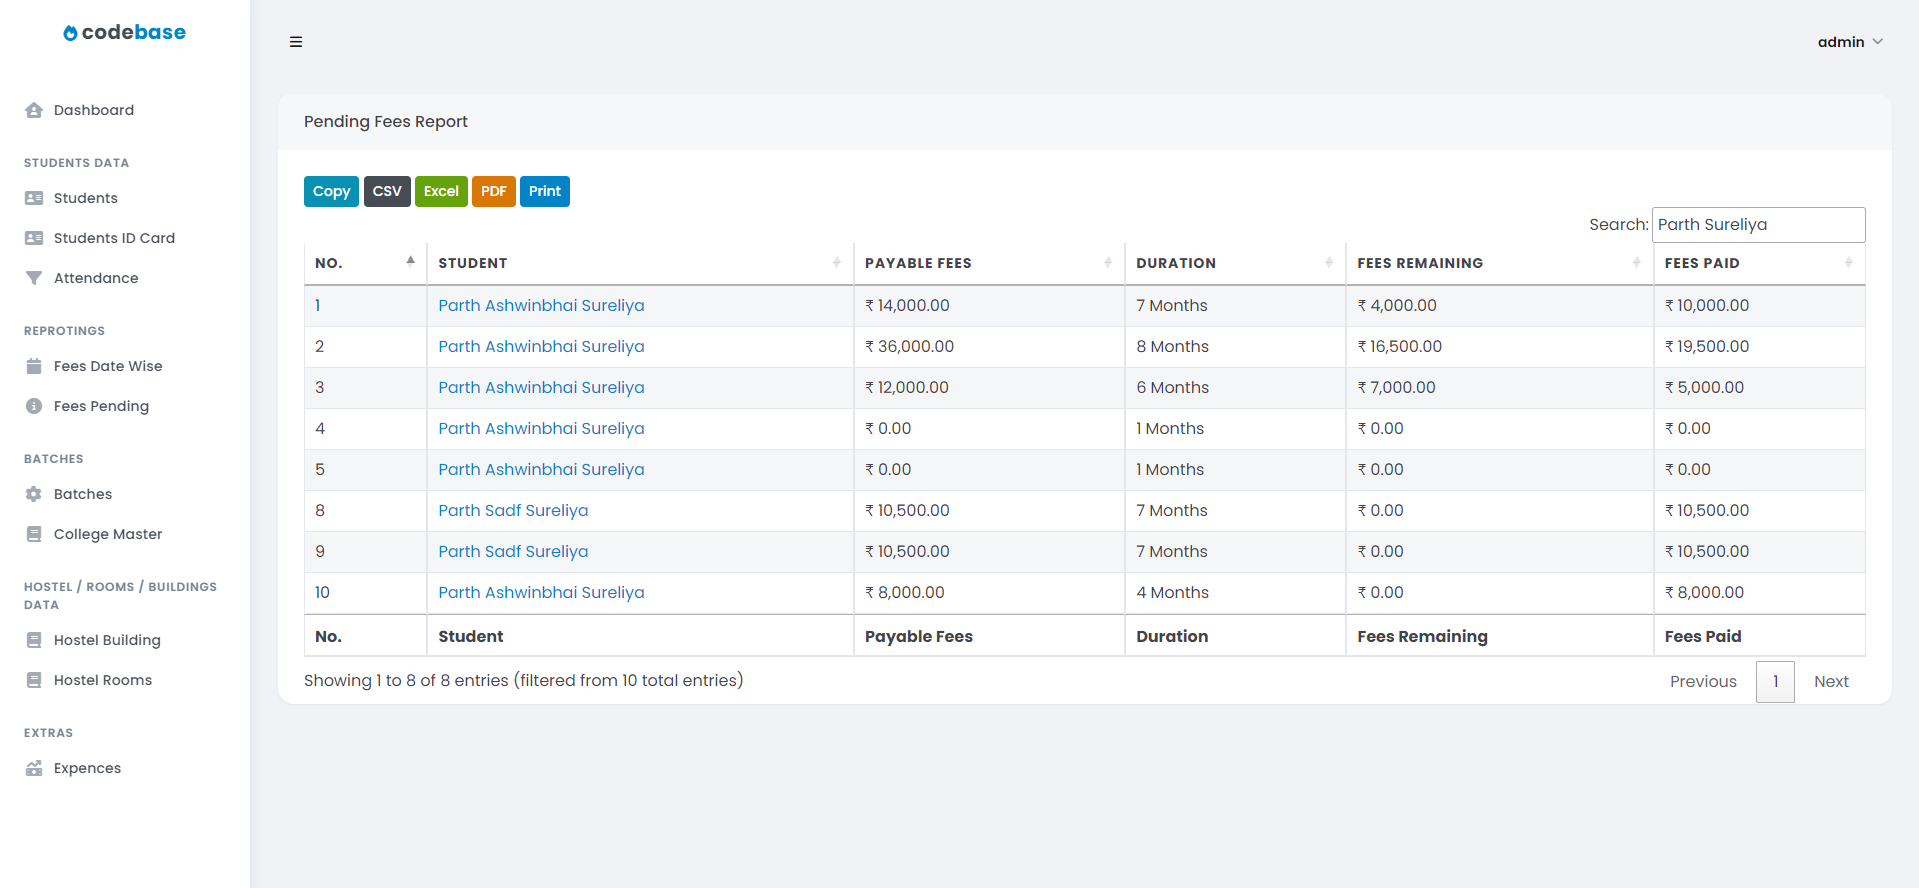 codebase
admin
Dashboard
STUDENTS DATA
Students
Students ID Card
Attendance
REPROTINGS
Fees Date Wise
Fees Pending
BATCHES
Batches
College Master
HOSTEL / ROOMS / BUILDINGS
DATA
Hostel Building
Hostel Rooms
EXTRAS
Expences
Pending Fees Report
Copy CSV Excel PDF Print
Search: Parth Sureliya
NO. STUDENT PAYABLE FEES DURATION FEES REMAINING FEES PAID
1 Parth Ashwinbhai Sureliya ₹ 14,000.00 7 Months ₹ 4,000.00 ₹ 10,000.00
2 Parth Ashwinbhai Sureliya ₹ 36,000.00 8 Months ₹ 16,500.00 ₹ 19,500.00
3 Parth Ashwinbhai Sureliya ₹ 12,000.00 6 Months ₹ 7,000.00 ₹ 5,000.00
4 Parth Ashwinbhai Sureliya ₹ 0.00 1 Months ₹ 0.00 ₹ 0.00
5 Parth Ashwinbhai Sureliya ₹ 0.00 1 Months ₹ 0.00 ₹ 0.00
8 Parth Sadf Sureliya ₹ 10,500.00 7 Months ₹ 0.00 ₹ 10,500.00
9 Parth Sadf Sureliya ₹ 10,500.00 7 Months ₹ 0.00 ₹ 10,500.00
10 Parth Ashwinbhai Sureliya ₹ 8,000.00 4 Months ₹ 0.00 ₹ 8,000.00
No. Student Payable Fees Duration Fees Remaining Fees Paid
Showing 1 to 8 of 8 entries (filtered from 10 total entries)
Previous 1 Next